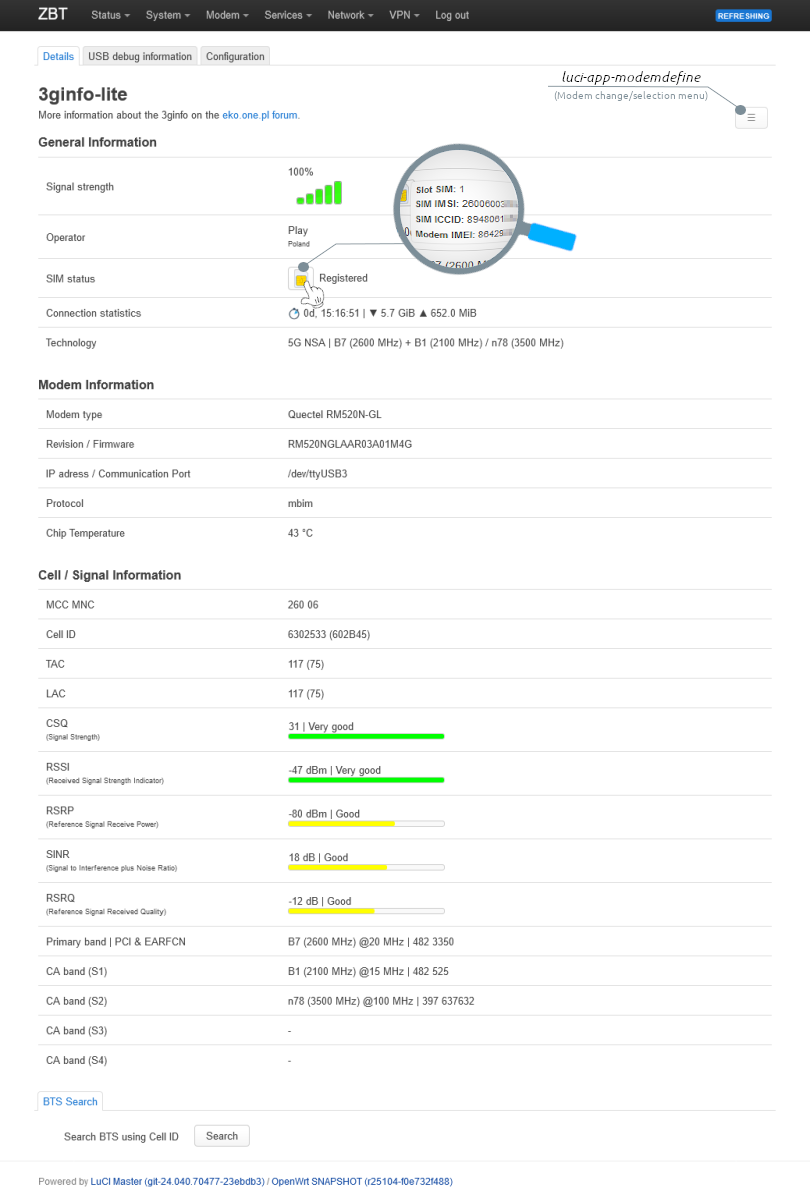 ZBT Status System Modem Services Network VPN Log out REFRESHING
Details USB debug information Configuration
luci-app-modemdefine
(Modem change/selection menu)
3ginfo-lite
More information about the 3ginfo on the eko.one.pl forum.
General Information
Signal strength 100%
Slot SIM: 1
SIM IMSI: 26006003
SIM ICCID: 8948061
Modem IMEI: 86429
(2600 M
Operator Play
Poland
SIM status Registered
Connection statistics 0d, 15:16:51 | ▼ 5.7 GiB ▲ 652.0 MiB
Technology 5G NSA | B7 (2600 MHz) + B1 (2100 MHz) / n78 (3500 MHz)
Modem Information
Modem type Quectel RM520N-GL
Revision / Firmware RM520NGLAAR03A01M4G
IP adress / Communication Port /dev/ttyUSB3
Protocol mbim
Chip Temperature 43 °C
Cell / Signal Information
MCC MNC 260 06
Cell ID 6302533 (602B45)
TAC 117 (75)
LAC 117 (75)
CSQ 31 | Very good
(Signal Strength)
RSSI -47 dBm | Very good
(Received Signal Strength Indicator)
RSRP -80 dBm | Good
(Reference Signal Receive Power)
SINR 18 dB | Good
(Signal to Interference plus Noise Ratio)
RSRQ -12 dB | Good
(Reference Signal Received Quality)
Primary band | PCI & EARFCN B7 (2600 MHz) @20 MHz | 482 3350
CA band (S1) B1 (2100 MHz) @15 MHz | 482 525
CA band (S2) n78 (3500 MHz) @100 MHz | 397 637632
CA band (S3) -
CA band (S4) -
BTS Search
Search BTS using Cell ID Search
Powered by LuCI Master (git-24.040.70477-23ebdb3) / OpenWrt SNAPSHOT (r25104-f0e732f488)